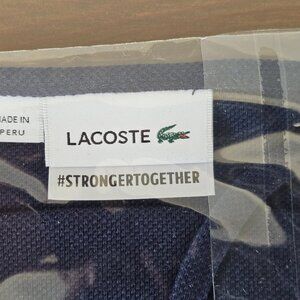 MADE IN
PERU
LACOSTE
#STRONGERTOGETHER